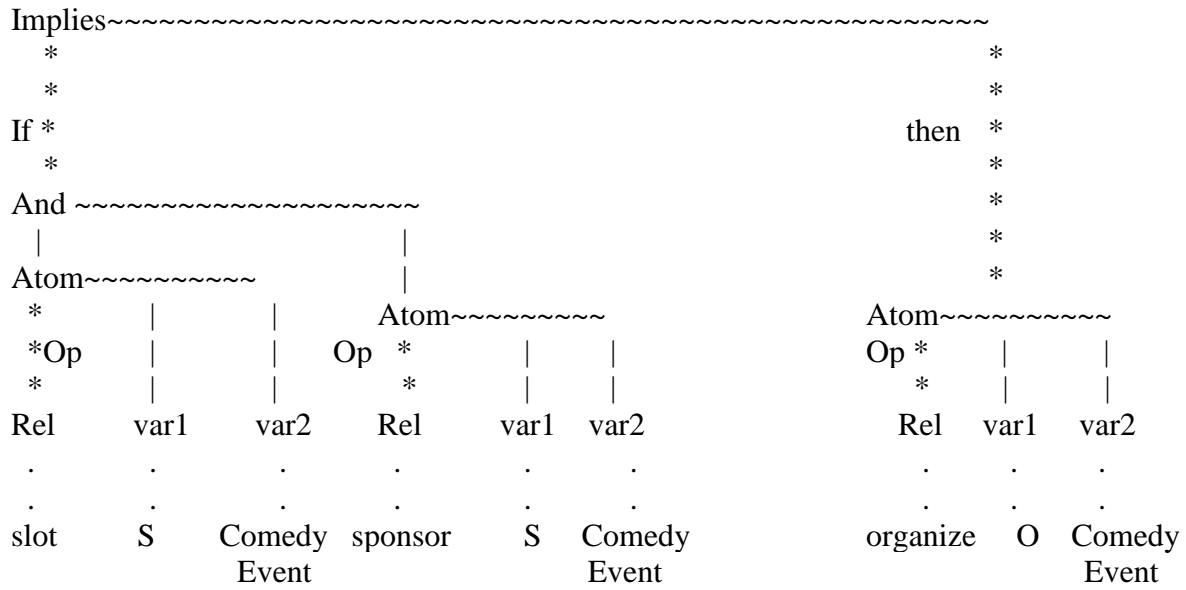 Implies~~~~~~~~~~~~~~~~~~~~~~~~~~~~~~~~~~~~~~~~~~~~~~~~~~~
* *
* *
If * then *
* *
And ~~~~~~~~~~~~~~~~~~~~ *
| | *
Atom~~~~~~~~~~ | *
* | | Atom~~~~~~~~~ Atom~~~~~~~~~~
*Op | | Op * | | Op * | |
* | | * | | * | |
Rel var1 var2 Rel var1 var2 Rel var1 var2
. . . . . . . . .
. . . . . . . . .
slot S Comedy sponsor S Comedy organize O Comedy
Event Event Event